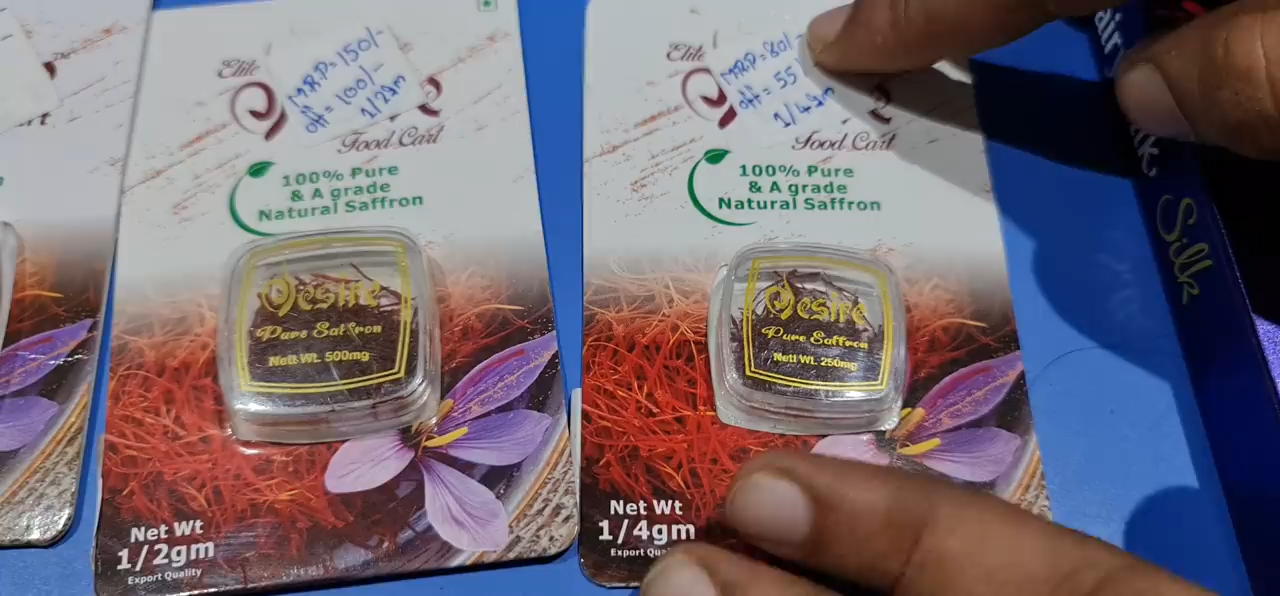 Elite
M.R.P=150/-
off=100/-
1/2gm
Food Cart
100% Pure
& A grade
Natural Saffron
Desire
Pure Saffron
Nett Wt. 500mg
Net Wt
1/2gm
Export Quality
Elite
M.R.P=80/-
off=55/
1/4gm
Food Cart
100% Pure
& A grade
Natural Saffron
Desire
Pure Saffron
Nett Wt. 250mg
Net Wt
1/4gm
Export
Silk